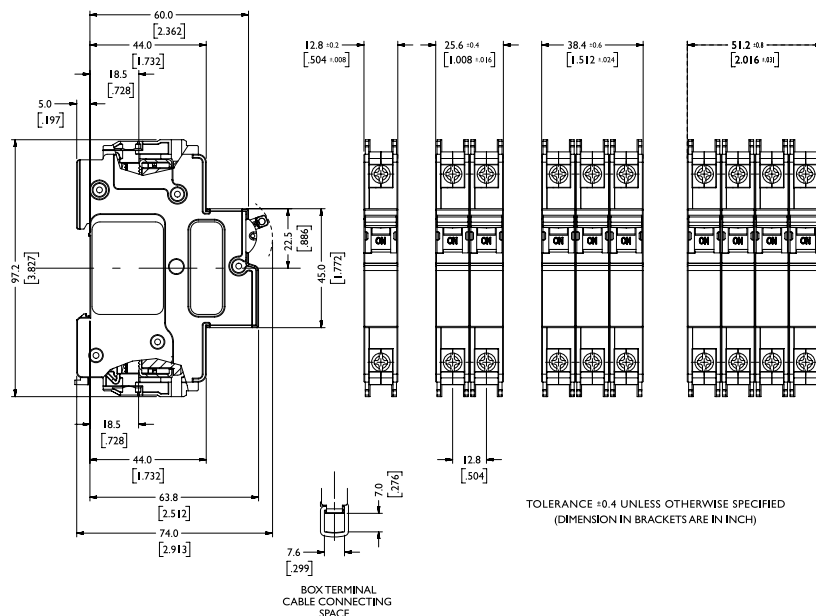 60.0
[2.362]
44.0
[1.732]
18.5
[.728]
5.0
[.197]
12.8 ±0.2
[.504 ±.008]
25.6 ±0.4
[1.008 ±.016]
38.4 ±0.6
[1.512 ±.024]
51.2 ±0.8
[2.016 ±.031]
97.2
[3.827]
22.5
[.886]
45.0
[1.772]
ON
ON
ON
ON
ON
ON
ON
ON
ON
ON
18.5
[.728]
44.0
[1.732]
63.8
[2.512]
74.0
[2.913]
12.8
[.504]
7.0
[.276]
7.6
[.299]
BOX TERMINAL
CABLE CONNECTING
SPACE
TOLERANCE ±0.4 UNLESS OTHERWISE SPECIFIED
(DIMENSION IN BRACKETS ARE IN INCH)